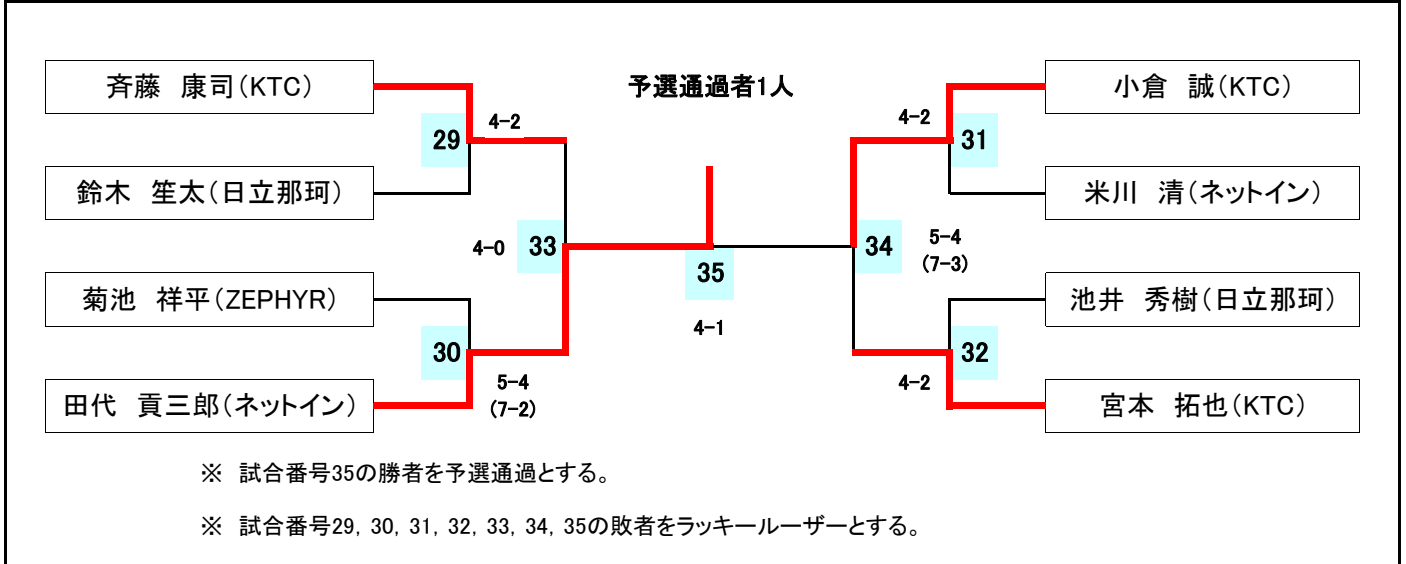 予選通過者1人
斉藤　康司(KTC)
29
4-2
鈴木　笙太(日立那珂)
33
4-0
菊池　祥平(ZEPHYR)
30
5-4
(7-2)
田代　貢三郎(ネットイン)
35
4-1
小倉　誠(KTC)
4-2
31
米川　清(ネットイン)
34
5-4
(7-3)
池井　秀樹(日立那珂)
32
4-2
宮本　拓也(KTC)
※　試合番号35の勝者を予選通過とする。
※　試合番号29, 30, 31, 32, 33, 34, 35の敗者をラッキールーザーとする。